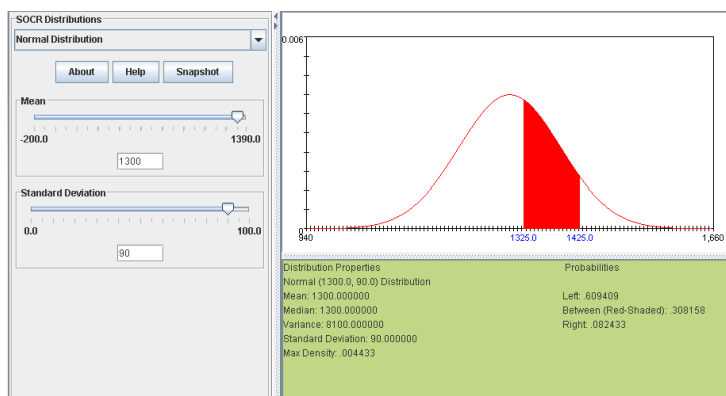 SOCR Distributions
Normal Distribution
About Help Snapshot
Mean
-200.0 1390.0
1300
Standard Deviation
0.0 100.0
90
0.006
0
940 1325.0 1425.0 1,660
Distribution Properties
Normal (1300.0, 90.0) Distribution
Mean: 1300.000000
Median: 1300.000000
Variance: 8100.000000
Standard Deviation: 90.000000
Max Density: .004433
Probabilities
Left: .609409
Between (Red-Shaded): .308158
Right: .082433